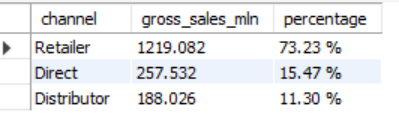 channel gross_sales_mln percentage
Retailer 1219.082 73.23 %
Direct 257.532 15.47 %
Distributor 188.026 11.30 %